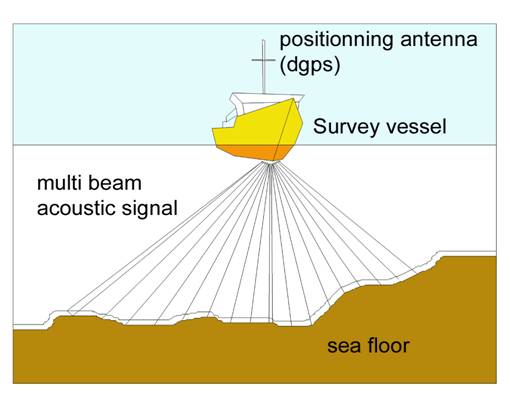 positionning antenna
(dgps)
Survey vessel
multi beam
acoustic signal
sea floor